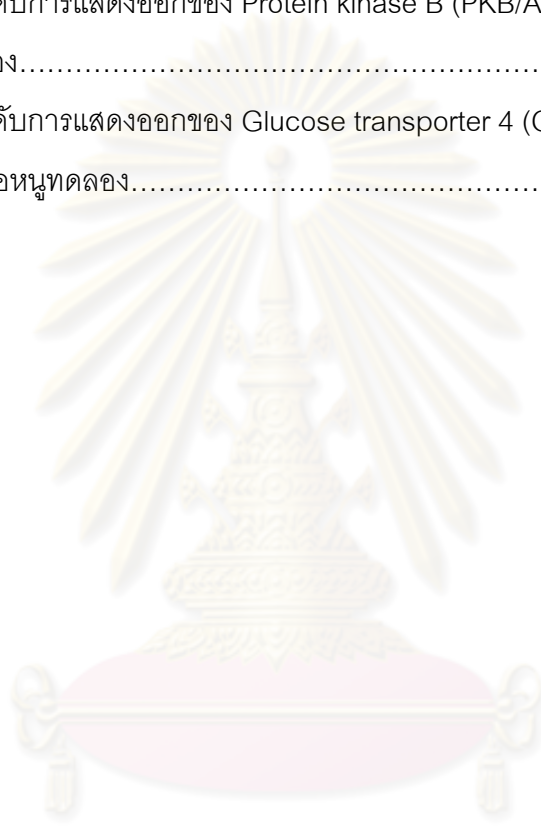 ับการแสดงออกของ Protein kinase B (PKB/A
อง……………………………………………
ับการแสดงออกของ Glucose transporter 4 (
อหนูทดลอง………………………………………